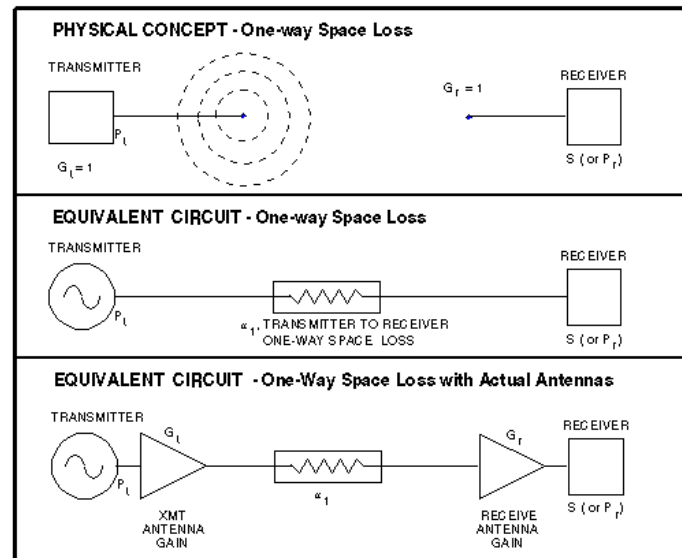 PHYSICAL CONCEPT - One-way Space Loss
TRANSMITTER
RECEIVER
Gr = 1
Pt
Gt = 1
S ( or Pr)
EQUIVALENT CIRCUIT - One-way Space Loss
TRANSMITTER
RECEIVER
Pt
∝1, TRANSMITTER TO RECEIVER
ONE-WAY SPACE LOSS
S (or Pr)
EQUIVALENT CIRCUIT - One-Way Space Loss with Actual Antennas
TRANSMITTER
RECEIVER
Gt
Gr
Pt
∝1
S (or Pr)
XMT
ANTENNA
GAIN
RECEIVE
ANTENNA
GAIN